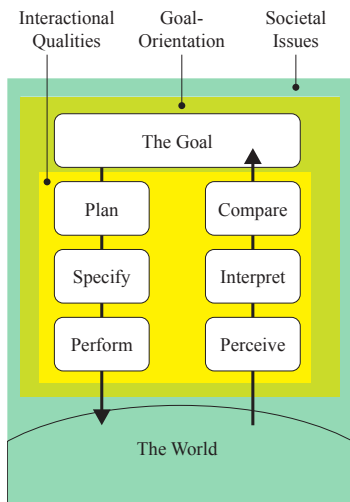 Interactional
Qualities
Goal-
Orientation
Societal
Issues
The Goal
Plan
Compare
Specify
Interpret
Perform
Perceive
The World